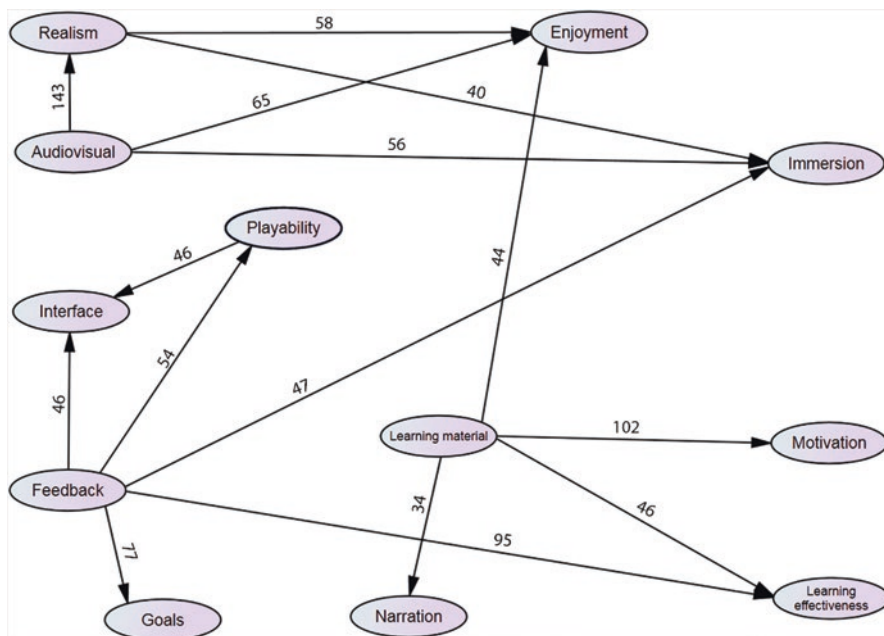 Realism
58
Enjoyment
143
65
40
Audiovisual
56
Immersion
Playability
46
44
Interface
54
47
46
Learning material
102
Motivation
Feedback
34
46
95
77
Goals
Narration
Learning
effectiveness